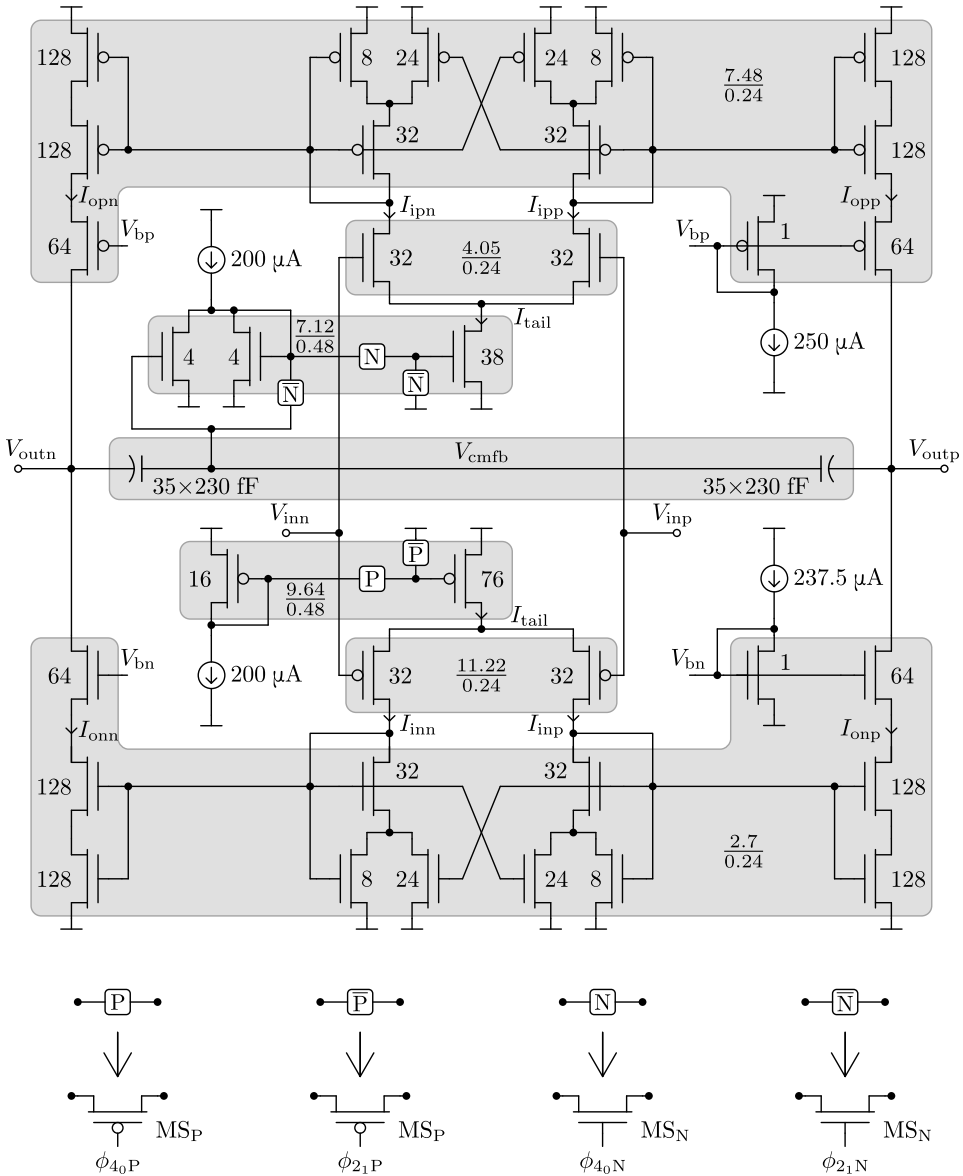 128 8 24 24 8 128
7.48
0.24
128 32 32 128
I_opn I_ipn I_ipp I_opp
V_bp V_bp 1
64 200 µA 32 4.05 32 64
0.24
I_tail
7.12
0.48
4 4 N 38 250 µA
N̅ N̅
V_outn V_cmfb V_outp
35×230 fF 35×230 fF
V_inn V_inp
P̅
16 P 76 237.5 µA
9.64
0.48
I_tail
V_bn V_bn 1
64 200 µA 32 11.22 32 64
0.24
I_onn I_inn I_inp I_onp
128 32 32 128
2.7
0.24
128 8 24 24 8 128
P P̅ N N̅
MS_P MS_P MS_N MS_N
ϕ_4₀P ϕ_2₁P ϕ_4₀N ϕ_2₁N